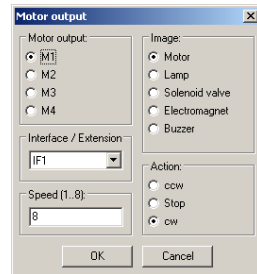 Motor output
Motor output:
M1
M2
M3
M4
Interface / Extension
IF1
Speed (1..8):
8
Image:
Motor
Lamp
Solenoid valve
Electromagnet
Buzzer
Action:
ccw
Stop
cw
OK
Cancel